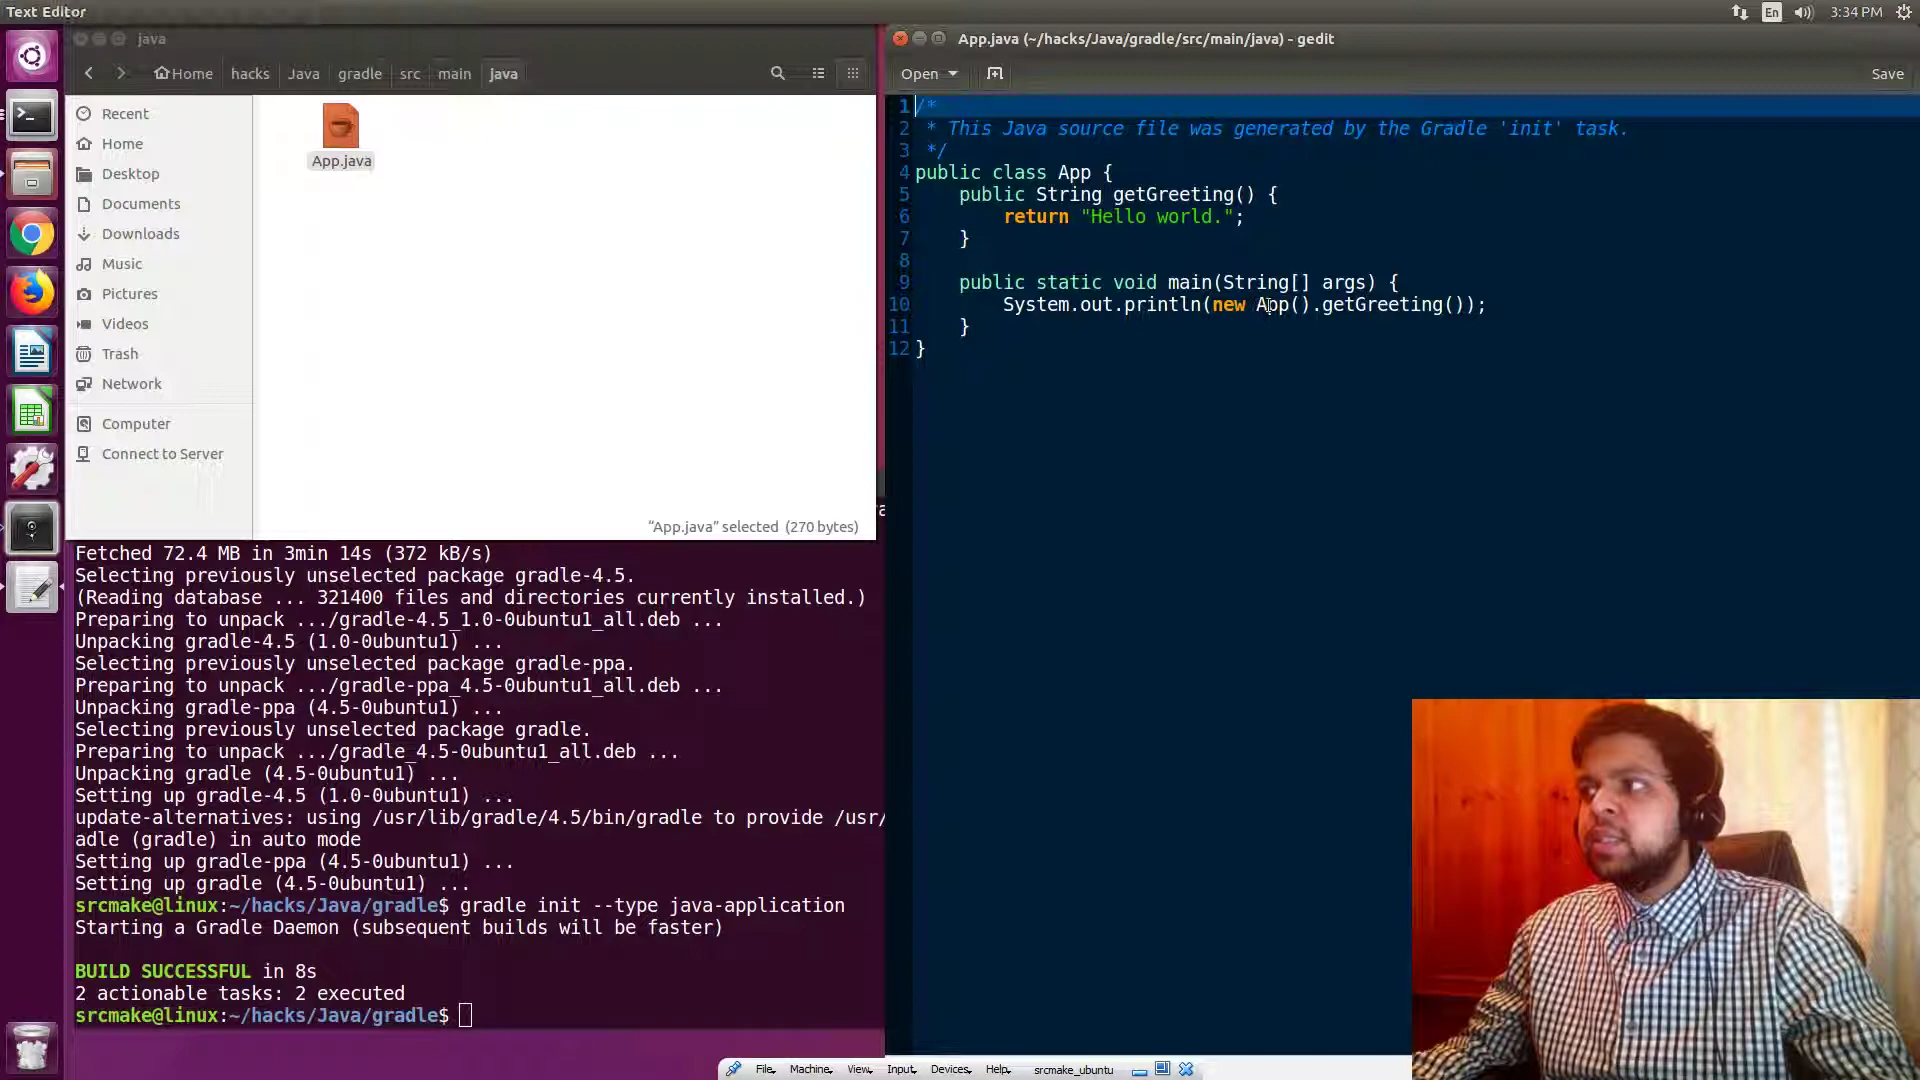 Text Editor
En
3:34 PM
java
Home
hacks
Java
gradle
src
main
java
Recent
Home
Desktop
Documents
Downloads
Music
Pictures
Videos
Trash
Network
Computer
Connect to Server
App.java
"App.java" selected (270 bytes)
App.java (~/hacks/Java/gradle/src/main/java) - gedit
Open
Save
1 /*
2 * This Java source file was generated by the Gradle 'init' task.
3 */
4 public class App {
5 public String getGreeting() {
6 return "Hello world.";
7 }
8
9 public static void main(String[] args) {
10 System.out.println(new App().getGreeting());
11 }
12 }
Fetched 72.4 MB in 3min 14s (372 kB/s)
Selecting previously unselected package gradle-4.5.
(Reading database ... 321400 files and directories currently installed.)
Preparing to unpack .../gradle-4.5_1.0-0ubuntu1_all.deb ...
Unpacking gradle-4.5 (1.0-0ubuntu1) ...
Selecting previously unselected package gradle-ppa.
Preparing to unpack .../gradle-ppa_4.5-0ubuntu1_all.deb ...
Unpacking gradle-ppa (4.5-0ubuntu1) ...
Selecting previously unselected package gradle.
Preparing to unpack .../gradle_4.5-0ubuntu1_all.deb ...
Unpacking gradle (4.5-0ubuntu1) ...
Setting up gradle-4.5 (1.0-0ubuntu1) ...
update-alternatives: using /usr/lib/gradle/4.5/bin/gradle to provide /usr/
adle (gradle) in auto mode
Setting up gradle-ppa (4.5-0ubuntu1) ...
Setting up gradle (4.5-0ubuntu1) ...
srcmake@linux:~/hacks/Java/gradle$ gradle init --type java-application
Starting a Gradle Daemon (subsequent builds will be faster)
BUILD SUCCESSFUL in 8s
2 actionable tasks: 2 executed
srcmake@linux:~/hacks/Java/gradle$
File
Machine
View
Input
Devices
Help
srcmake_ubuntu